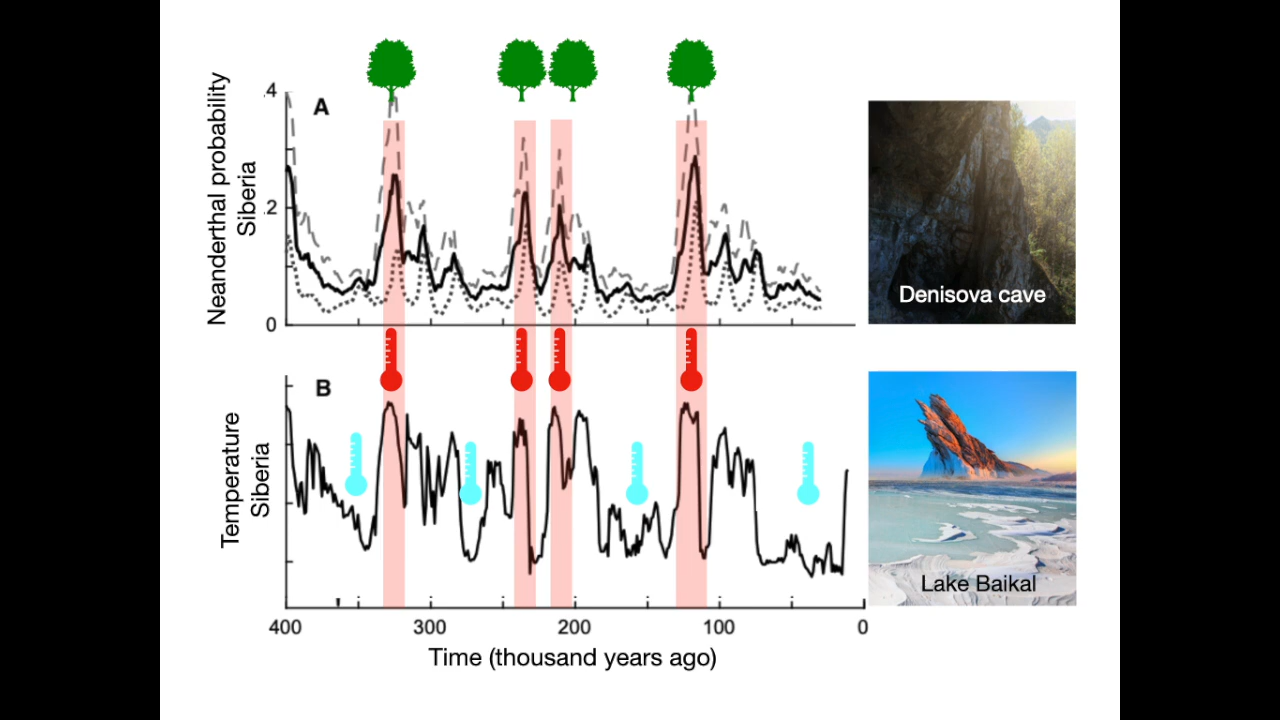 .4
A
Neanderthal probability
Siberia
.2
0
Denisova cave
B
Temperature
Siberia
Lake Baikal
400 300 200 100 0
Time (thousand years ago)